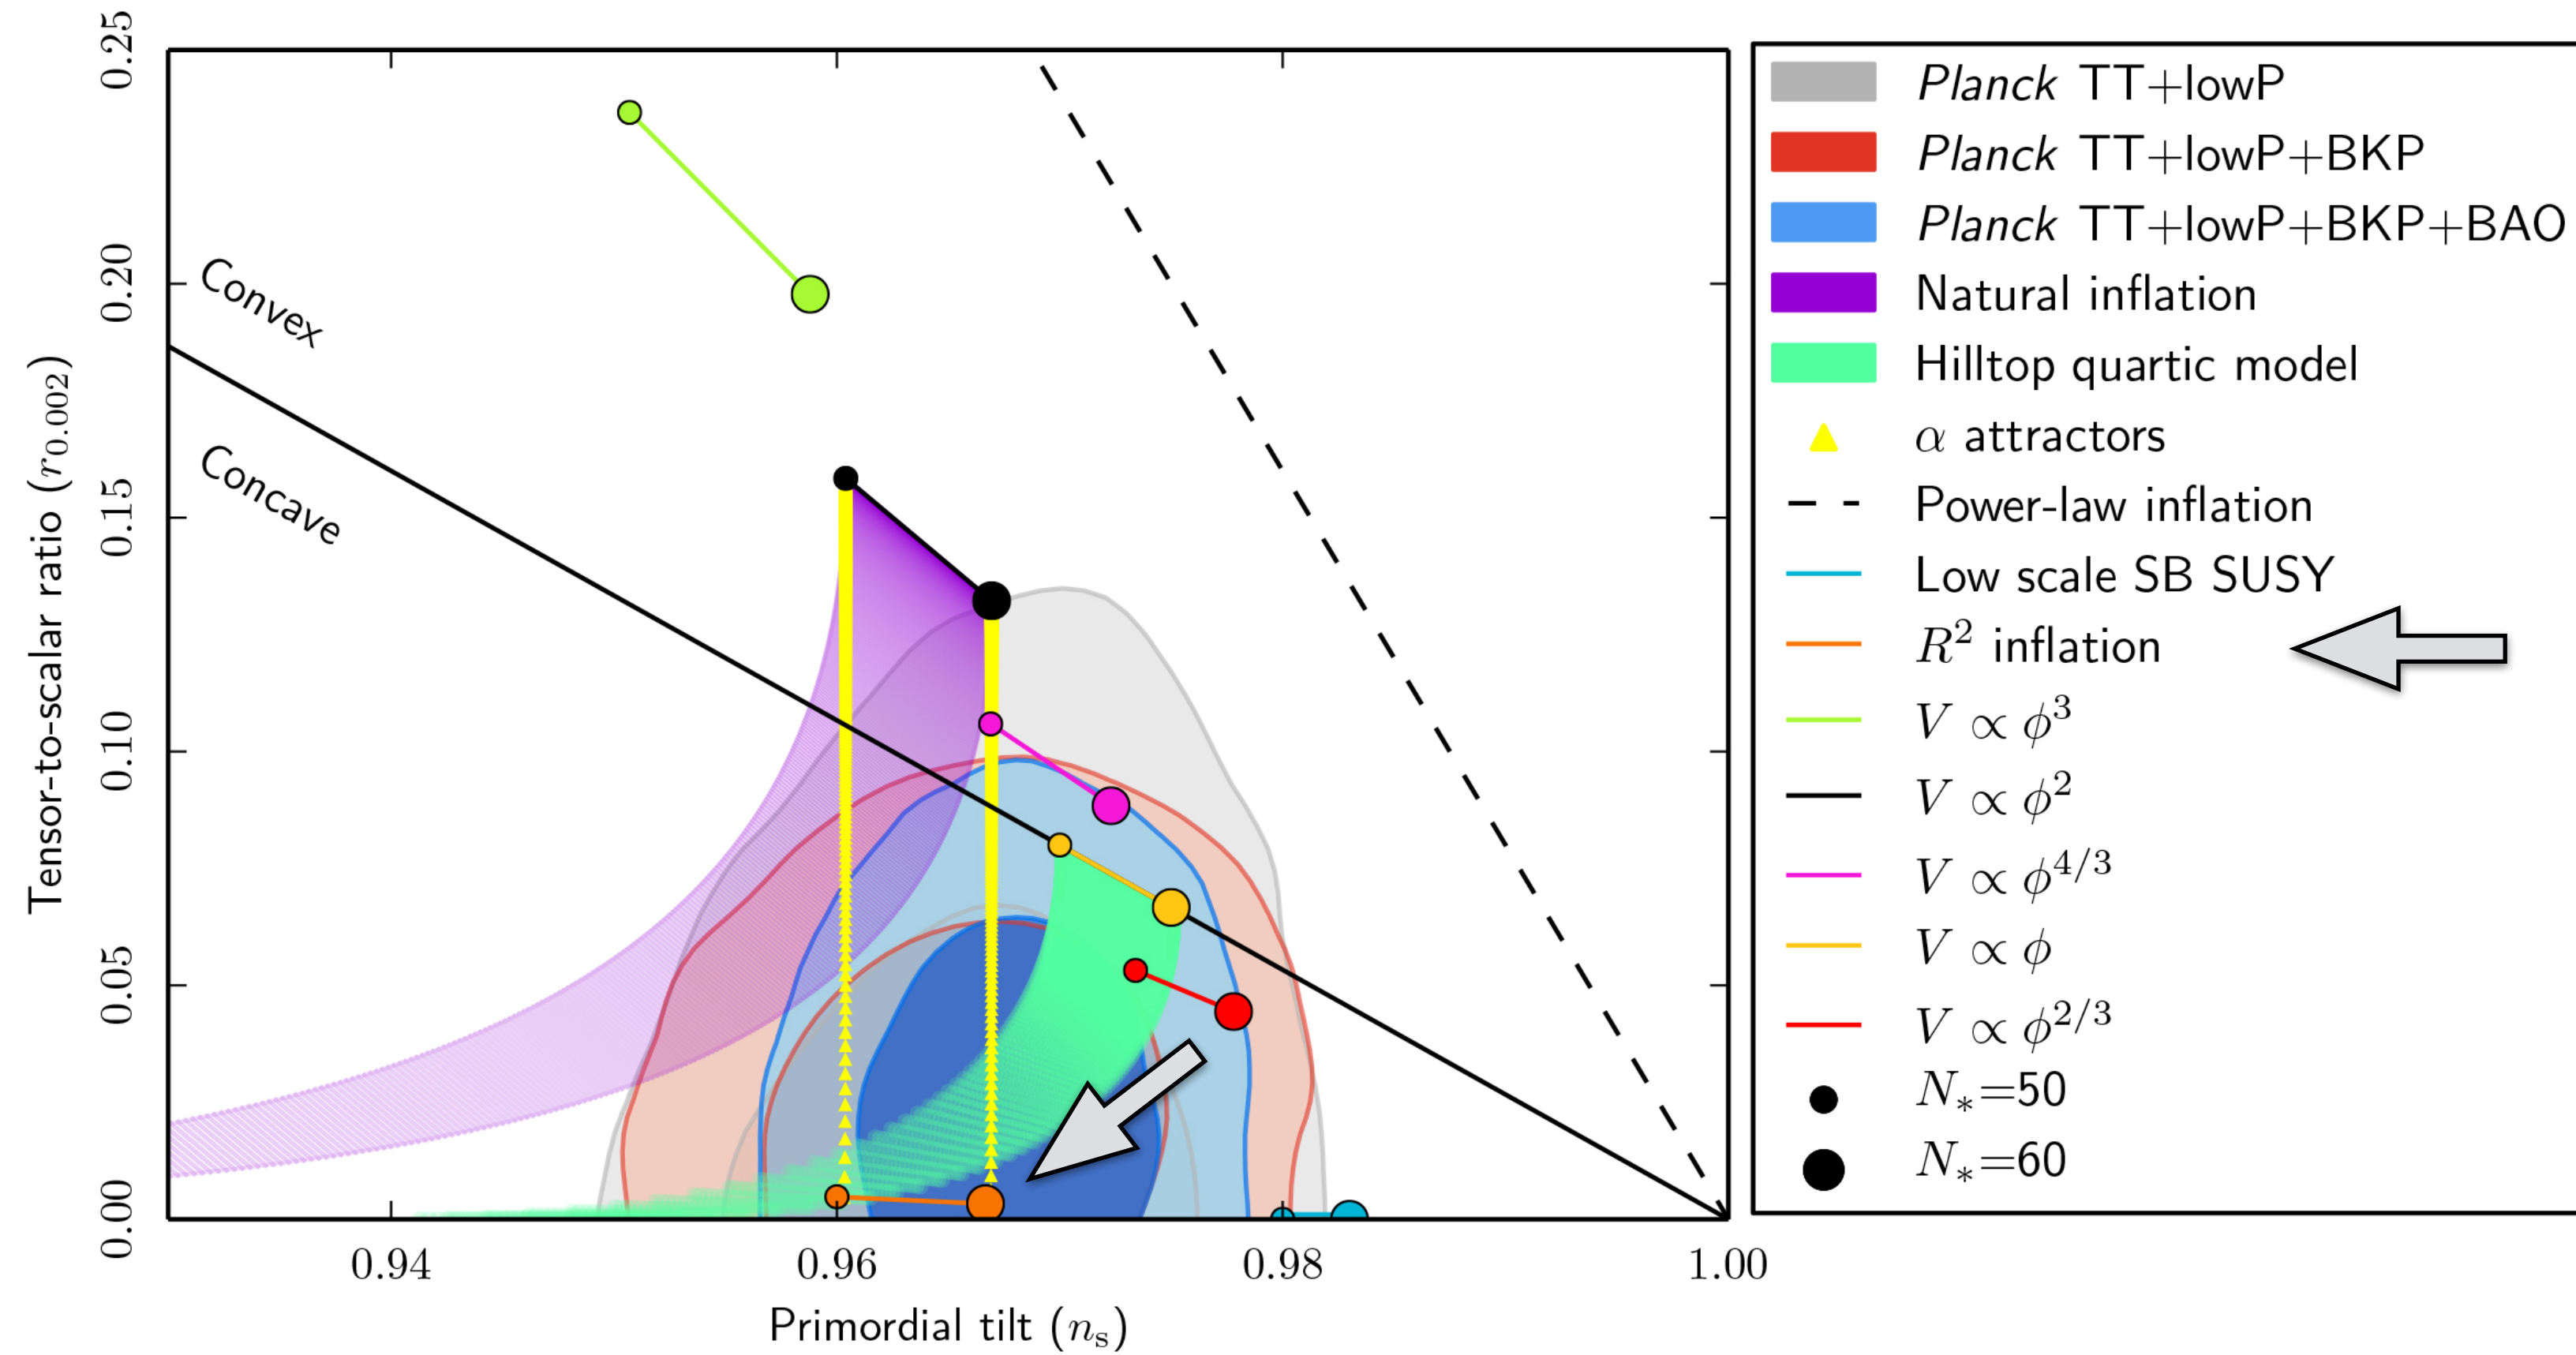 0.25
0.20
0.15
0.10
0.05
0.00
Tensor-to-scalar ratio (r₀.₀₀₂)
Convex
Concave
0.94
0.96
0.98
1.00
Primordial tilt (nₛ)
Planck TT+lowP
Planck TT+lowP+BKP
Planck TT+lowP+BKP+BAO
Natural inflation
Hilltop quartic model
α attractors
Power-law inflation
Low scale SB SUSY
R² inflation
V ∝ ϕ³
V ∝ ϕ²
V ∝ ϕ^{4/3}
V ∝ ϕ
V ∝ ϕ^{2/3}
N∗=50
N∗=60